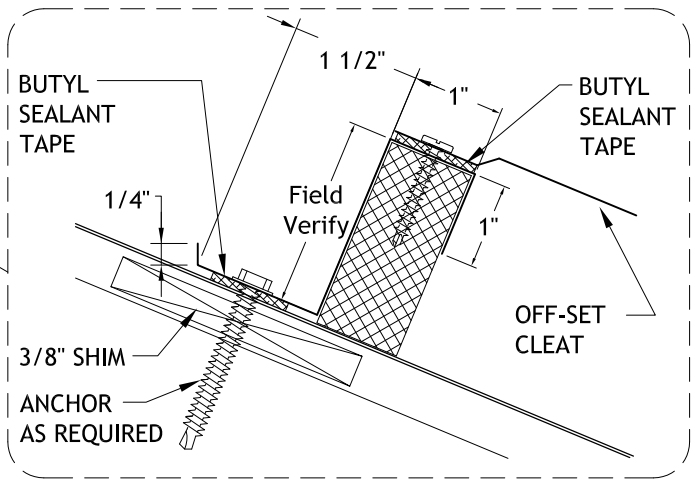 1 1/2"
BUTYL
SEALANT
TAPE
1"
BUTYL
SEALANT
TAPE
1/4"
Field
Verify
1"
OFF-SET
CLEAT
3/8" SHIM
ANCHOR
AS REQUIRED